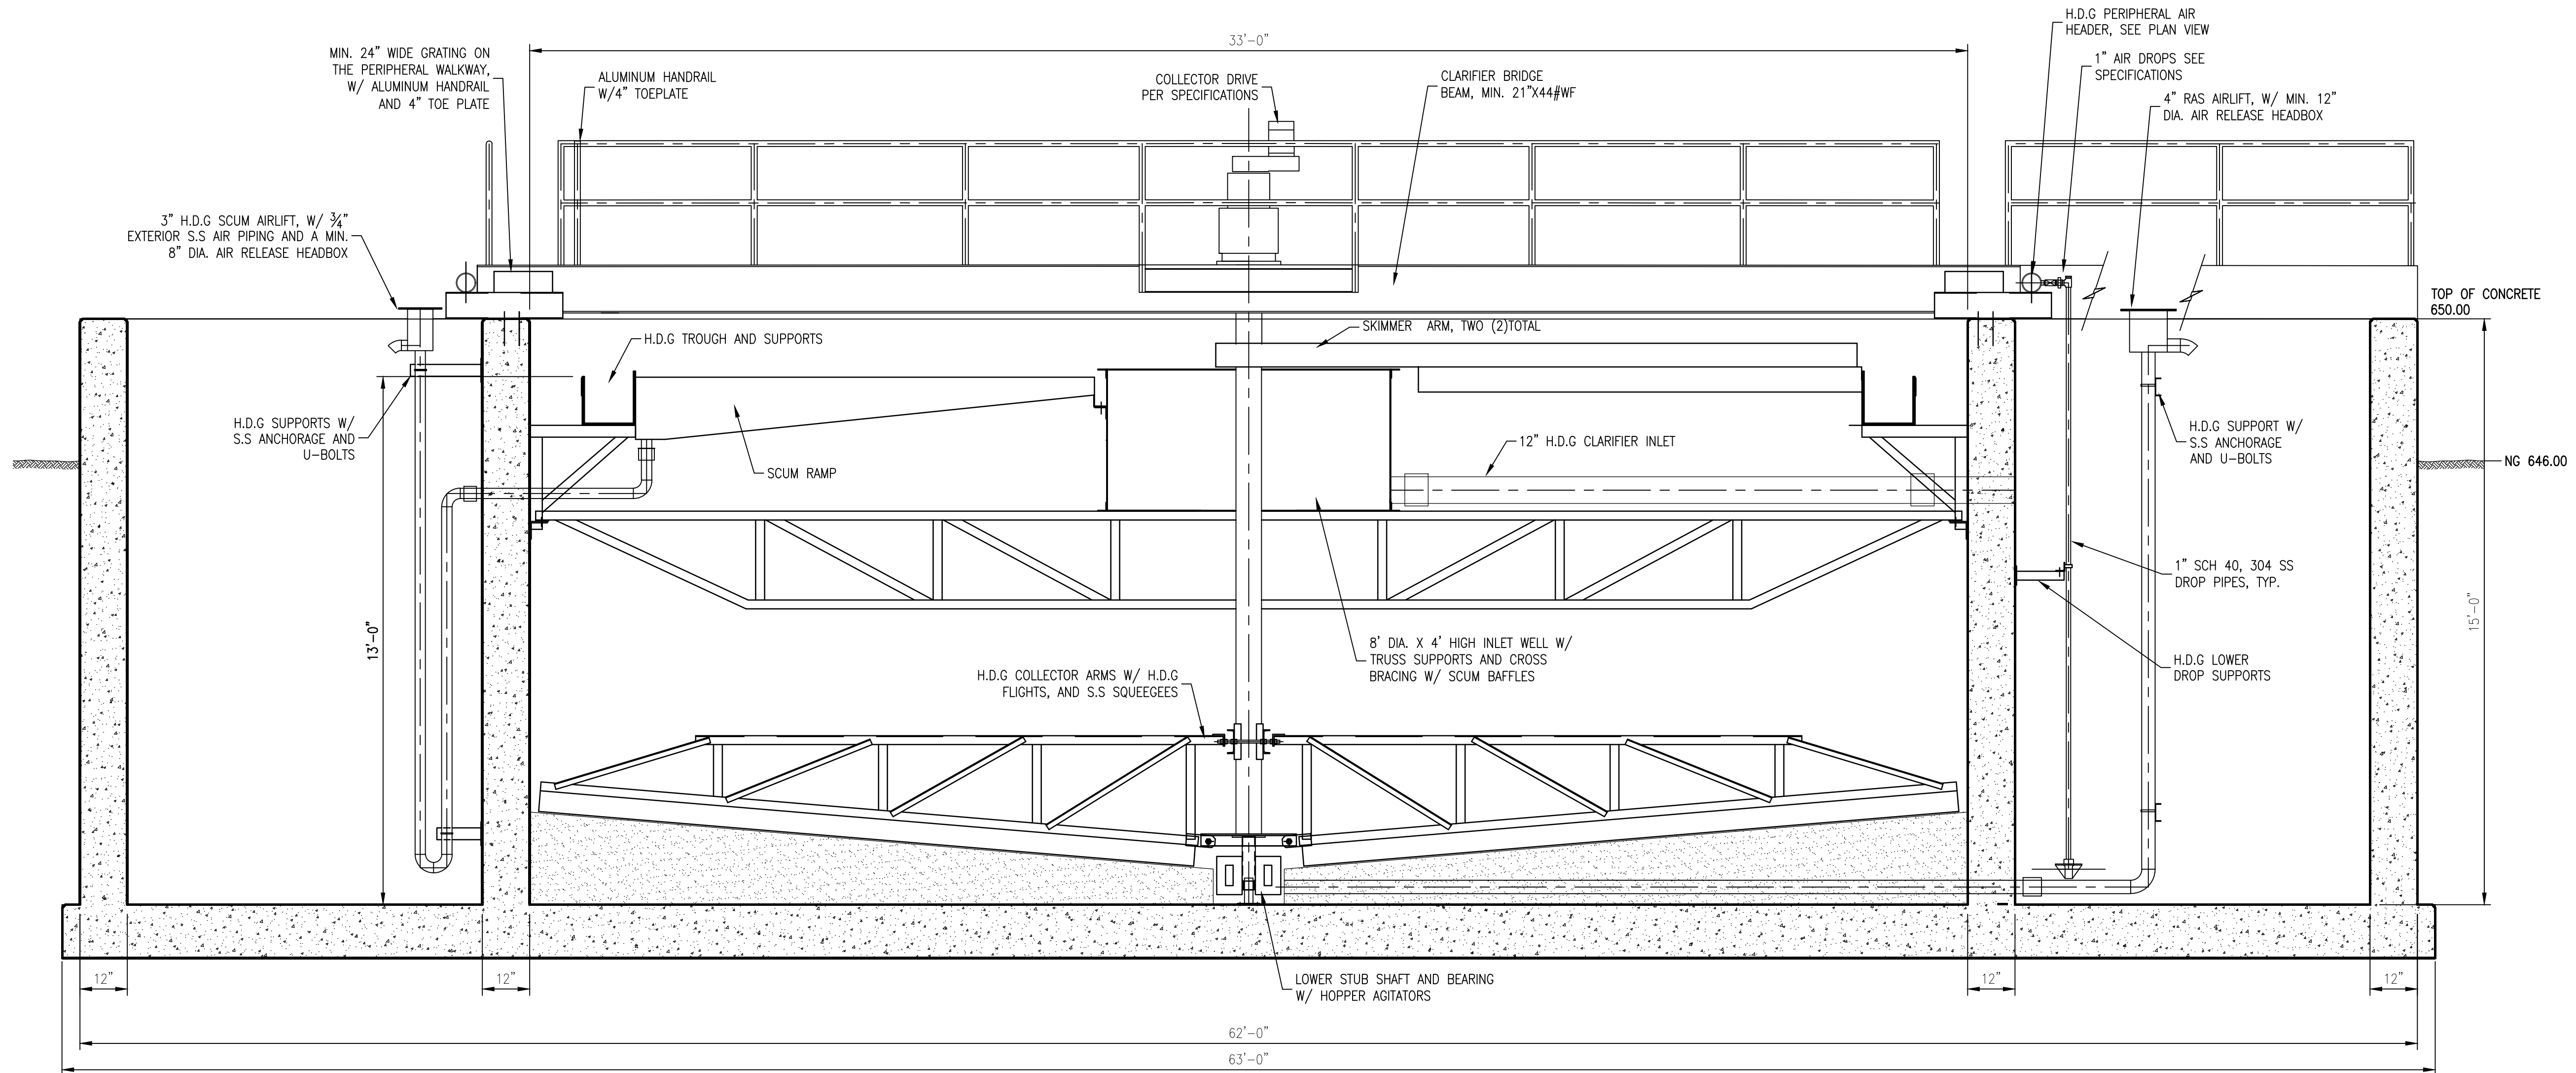 H.D.G PERIPHERAL AIR
HEADER, SEE PLAN VIEW
33'-0"
MIN. 24" WIDE GRATING ON
THE PERIPHERAL WALKWAY,
W/ ALUMINUM HANDRAIL
AND 4" TOE PLATE
ALUMINUM HANDRAIL
W/4" TOEPLATE
COLLECTOR DRIVE
PER SPECIFICATIONS
CLARIFIER BRIDGE
BEAM, MIN. 21"X44#WF
1" AIR DROPS SEE
SPECIFICATIONS
4" RAS AIRLIFT, W/ MIN. 12"
DIA. AIR RELEASE HEADBOX
3" H.D.G SCUM AIRLIFT, W/ ¾"
EXTERIOR S.S AIR PIPING AND A MIN.
8" DIA. AIR RELEASE HEADBOX
TOP OF CONCRETE
650.00
SKIMMER ARM, TWO (2)TOTAL
H.D.G TROUGH AND SUPPORTS
H.D.G SUPPORTS W/
S.S ANCHORAGE AND
U-BOLTS
SCUM RAMP
12" H.D.G CLARIFIER INLET
H.D.G SUPPORT W/
S.S ANCHORAGE
AND U-BOLTS
NG 646.00
1" SCH 40, 304 SS
DROP PIPES, TYP.
15'-0"
13'-0"
8' DIA. X 4' HIGH INLET WELL W/
TRUSS SUPPORTS AND CROSS
BRACING W/ SCUM BAFFLES
H.D.G COLLECTOR ARMS W/ H.D.G
FLIGHTS, AND S.S SQUEEGEES
H.D.G LOWER
DROP SUPPORTS
12"
12"
LOWER STUB SHAFT AND BEARING
W/ HOPPER AGITATORS
12"
12"
62'-0"
63'-0"